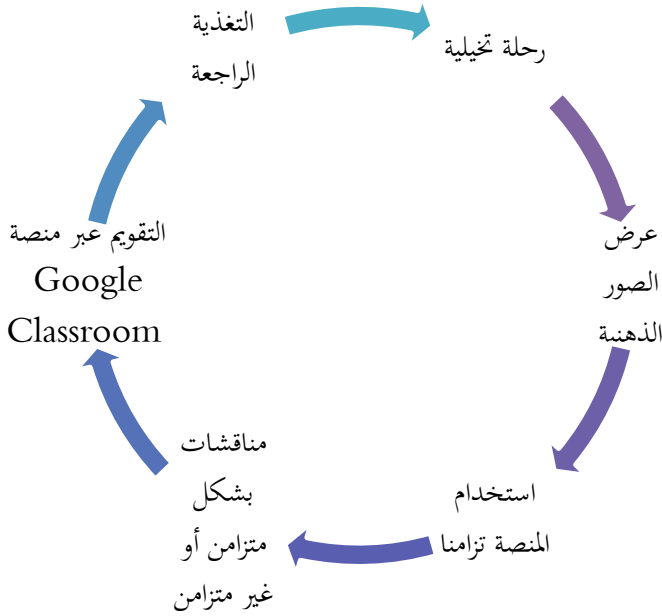 رحلة تخيلية
عرض
الصور
الذهنية
استخدام
المنصة تزامنا
مناقشات
بشكل
متزامن أو
غير متزامن
التقويم عبر منصة
Google
Classroom
التغذية
الراجعة